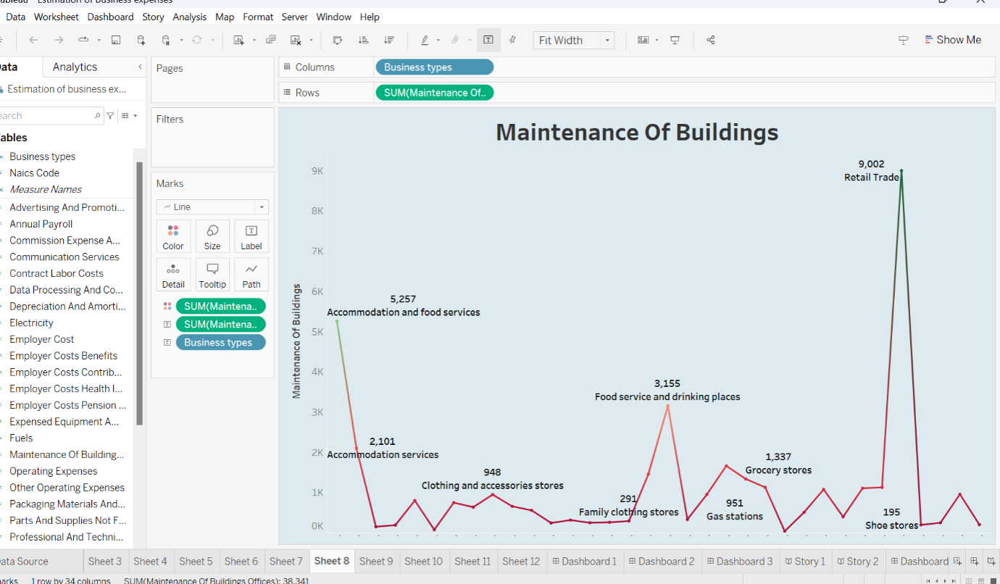 Estimation of business expenses
Data Worksheet Dashboard Story Analysis Map Format Server Window Help
Fit Width
Show Me
Analytics
Estimation of business ex...
Business types
Naics Code
Measure Names
Advertising And Promoti...
Annual Payroll
Commission Expense A...
Communication Services
Contract Labor Costs
Data Processing And Co...
Depreciation And Amorti...
Electricity
Employer Cost
Employer Costs Benefits
Employer Costs Contrib...
Employer Costs Health I...
Employer Costs Pension ...
Expensed Equipment A...
Fuels
Maintenance Of Building...
Operating Expenses
Other Operating Expenses
Packaging Materials And...
Parts And Supplies Not F...
Professional And Techni...
Pages
Filters
Marks
Line
Color Size Label
Detail Tooltip Path
SUM(Maintena..
SUM(Maintena..
Business types
Columns Business types
Rows SUM(Maintenance Of..
Maintenance Of Buildings
Maintenance Of Buildings
9K
8K
7K
6K
5K
4K
3K
2K
1K
0K
5,257
Accommodation and food services
2,101
Accommodation services
948
Clothing and accessories stores
291
Family clothing stores
3,155
Food service and drinking places
951
Gas stations
1,337
Grocery stores
9,002
Retail Trade
195
Shoe stores
Source Sheet 3 Sheet 4 Sheet 5 Sheet 6 Sheet 7 Sheet 8 Sheet 9 Sheet 10 Sheet 11 Sheet 12 Dashboard 1 Dashboard 2 Dashboard 3 Story 1 Story 2 Dashboard
1 row by 34 columns SUM(Maintenance Of Buildings Offices): 38,341